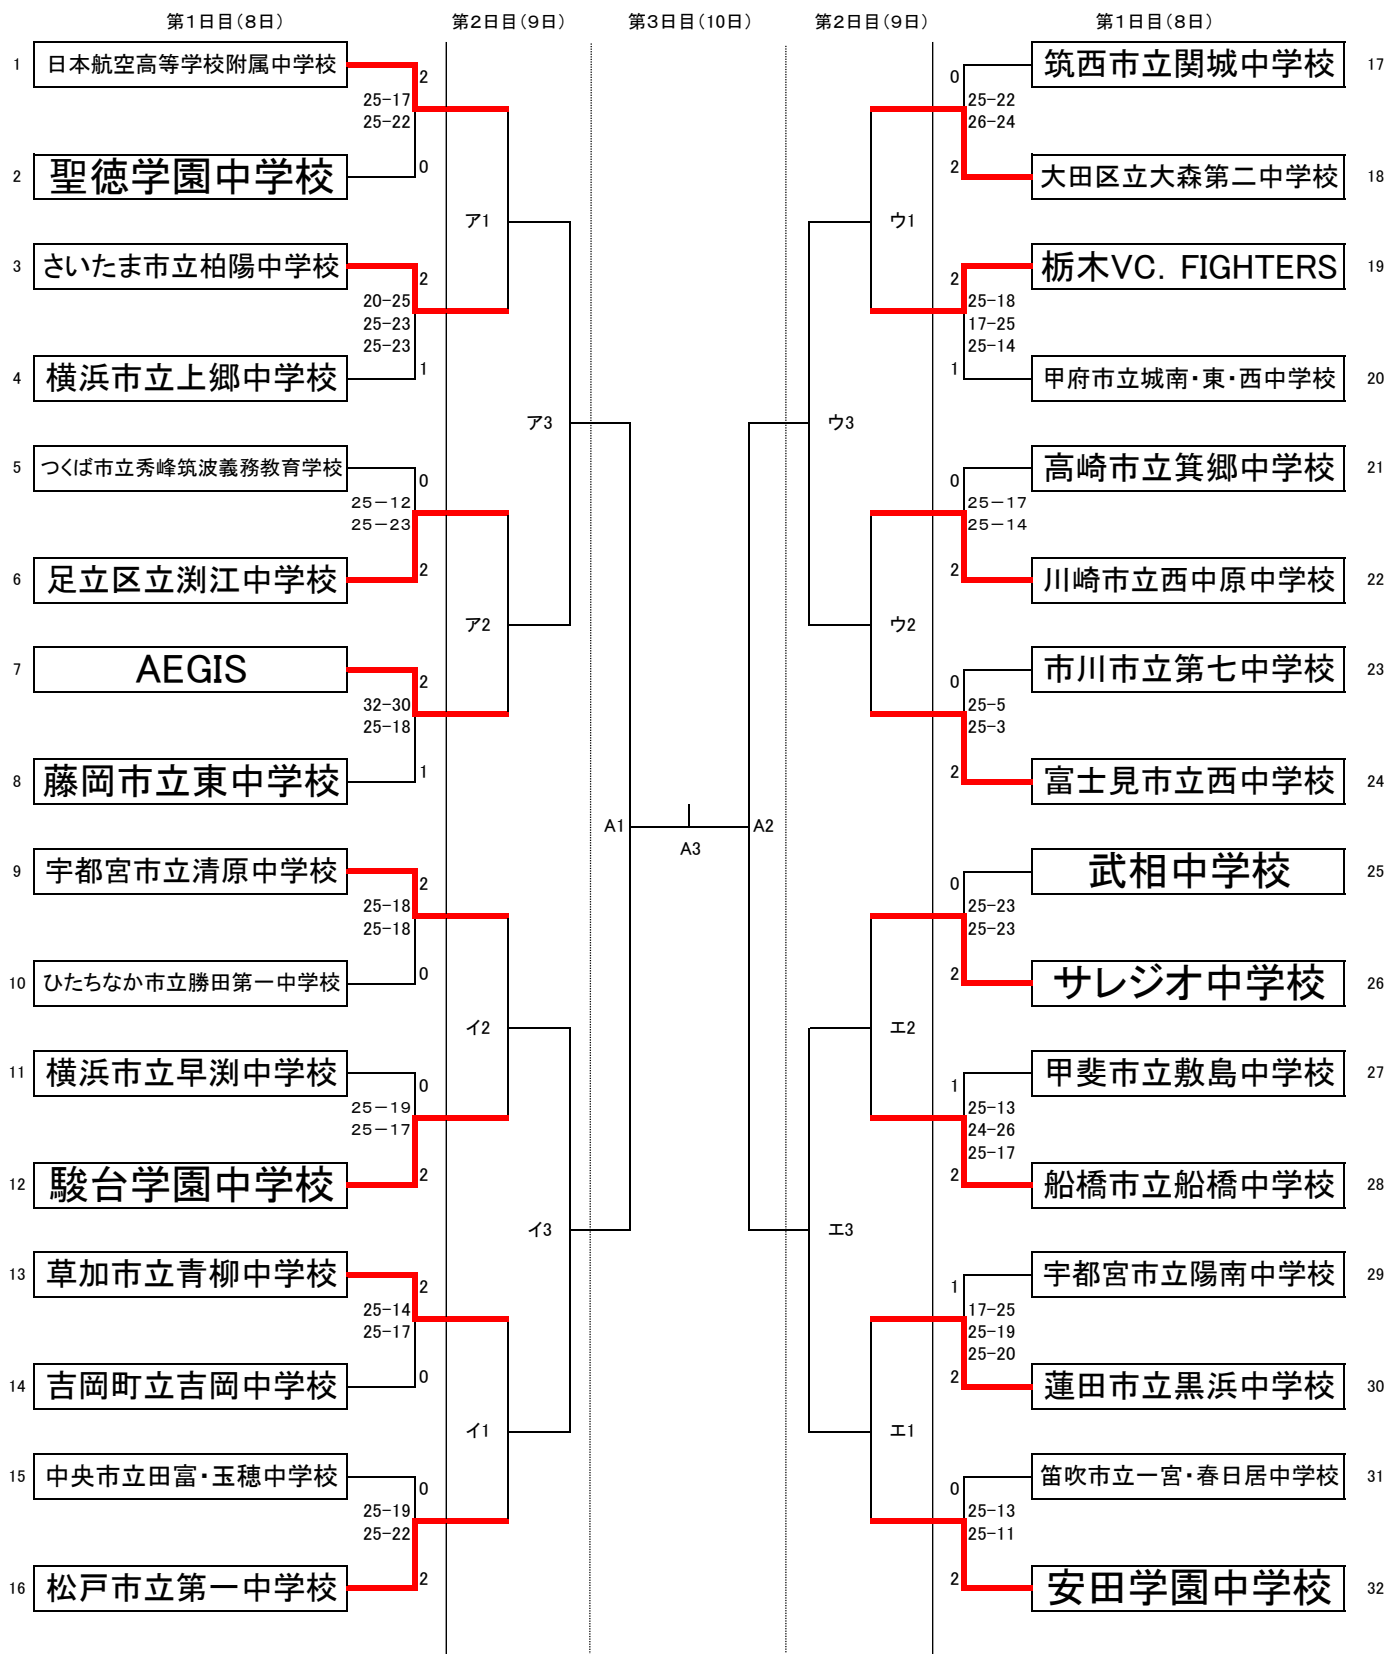 第1日目(8日)
第2日目(9日)
第3日目(10日)
第2日目(9日)
第1日目(8日)
1
日本航空高等学校附属中学校
2
25-17
25-22
0
2
聖徳学園中学校
ア1
3
さいたま市立柏陽中学校
2
20-25
25-23
25-23
1
4
横浜市立上郷中学校
ア3
5
つくば市立秀峰筑波義務教育学校
0
25-12
25-23
2
6
足立区立渕江中学校
ア2
7
AEGIS
2
32-30
25-18
1
8
藤岡市立東中学校
A1
A3
A2
9
宇都宮市立清原中学校
2
25-18
25-18
0
10
ひたちなか市立勝田第一中学校
イ2
11
横浜市立早渕中学校
0
25-19
25-17
2
12
駿台学園中学校
イ3
13
草加市立青柳中学校
2
25-14
25-17
0
14
吉岡町立吉岡中学校
イ1
15
中央市立田富・玉穂中学校
0
25-19
25-22
2
16
松戸市立第一中学校
筑西市立関城中学校
17
0
25-22
26-24
2
大田区立大森第二中学校
18
ウ1
栃木VC. FIGHTERS
19
2
25-18
17-25
25-14
1
甲府市立城南・東・西中学校
20
ウ3
高崎市立箕郷中学校
21
0
25-17
25-14
2
川崎市立西中原中学校
22
ウ2
市川市立第七中学校
23
0
25-5
25-3
2
富士見市立西中学校
24
武相中学校
25
0
25-23
25-23
2
サレジオ中学校
26
エ2
甲斐市立敷島中学校
27
1
25-13
24-26
25-17
2
船橋市立船橋中学校
28
エ3
宇都宮市立陽南中学校
29
1
17-25
25-19
25-20
2
蓮田市立黒浜中学校
30
エ1
笛吹市立一宮・春日居中学校
31
0
25-13
25-11
2
安田学園中学校
32